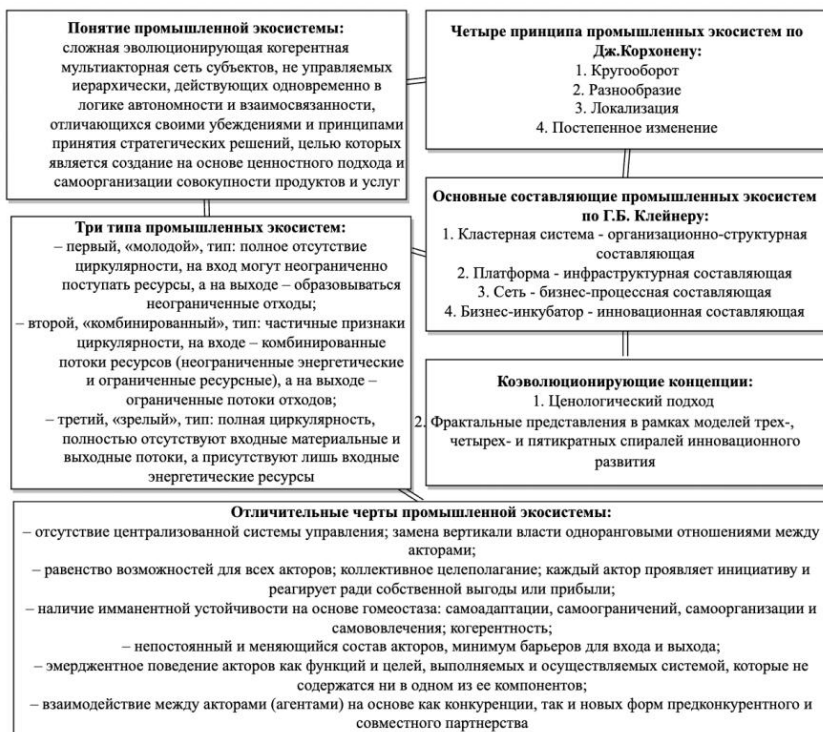 Понятие промышленной экосистемы:
сложная эволюционирующая когерентная
мультиакторная сеть субъектов, не управляемых
иерархически, действующих одновременно в
логике автономности и взаимосвязанности,
отличающихся своими убеждениями и принципами
принятия стратегических решений, целью которых
является создание на основе ценностного подхода и
самоорганизации совокупности продуктов и услуг
Четыре принципа промышленных экосистем по
Дж.Корхонену:
1. Кругооборот
2. Разнообразие
3. Локализация
4. Постепенное изменение
Три типа промышленных экосистем:
– первый, «молодой», тип: полное отсутствие
циркулярности, на вход могут неограниченно
поступать ресурсы, а на выходе – образовываться
неограниченные отходы;
– второй, «комбинированный», тип: частичные признаки
циркулярности, на входе – комбинированные
потоки ресурсов (неограниченные энергетические
и ограниченные ресурсные), а на выходе –
ограниченные потоки отходов;
– третий, «зрелый», тип: полная циркулярность,
полностью отсутствуют входные материальные и
выходные потоки, а присутствуют лишь входные
энергетические ресурсы
Основные составляющие промышленных экосистем
по Г.Б. Клейнеру:
1. Кластерная система - организационно-структурная
составляющая
2. Платформа - инфраструктурная составляющая
3. Сеть - бизнес-процессная составляющая
4. Бизнес-инкубатор - инновационная составляющая
Коэволюционирующие концепции:
1. Ценологический подход
2. Фрактальные представления в рамках моделей трех-,
четырех- и пятикратных спиралей инновационного
развития
Отличительные черты промышленной экосистемы:
– отсутствие централизованной системы управления; замена вертикали власти одноранговыми отношениями между
акторами;
– равенство возможностей для всех акторов; коллективное целеполагание; каждый актор проявляет инициативу и
реагирует ради собственной выгоды или прибыли;
– наличие имманентной устойчивости на основе гомеостаза: самоадаптации, самоограничений, самоорганизации и
самововлечения; когерентность;
– непостоянный и меняющийся состав акторов, минимум барьеров для входа и выхода;
– эмерджентное поведение акторов как функций и целей, выполняемых и осуществляемых системой, которые не
содержатся ни в одном из ее компонентов;
– взаимодействие между акторами (агентами) на основе как конкуренции, так и новых форм предконкурентного и
совместного партнерства